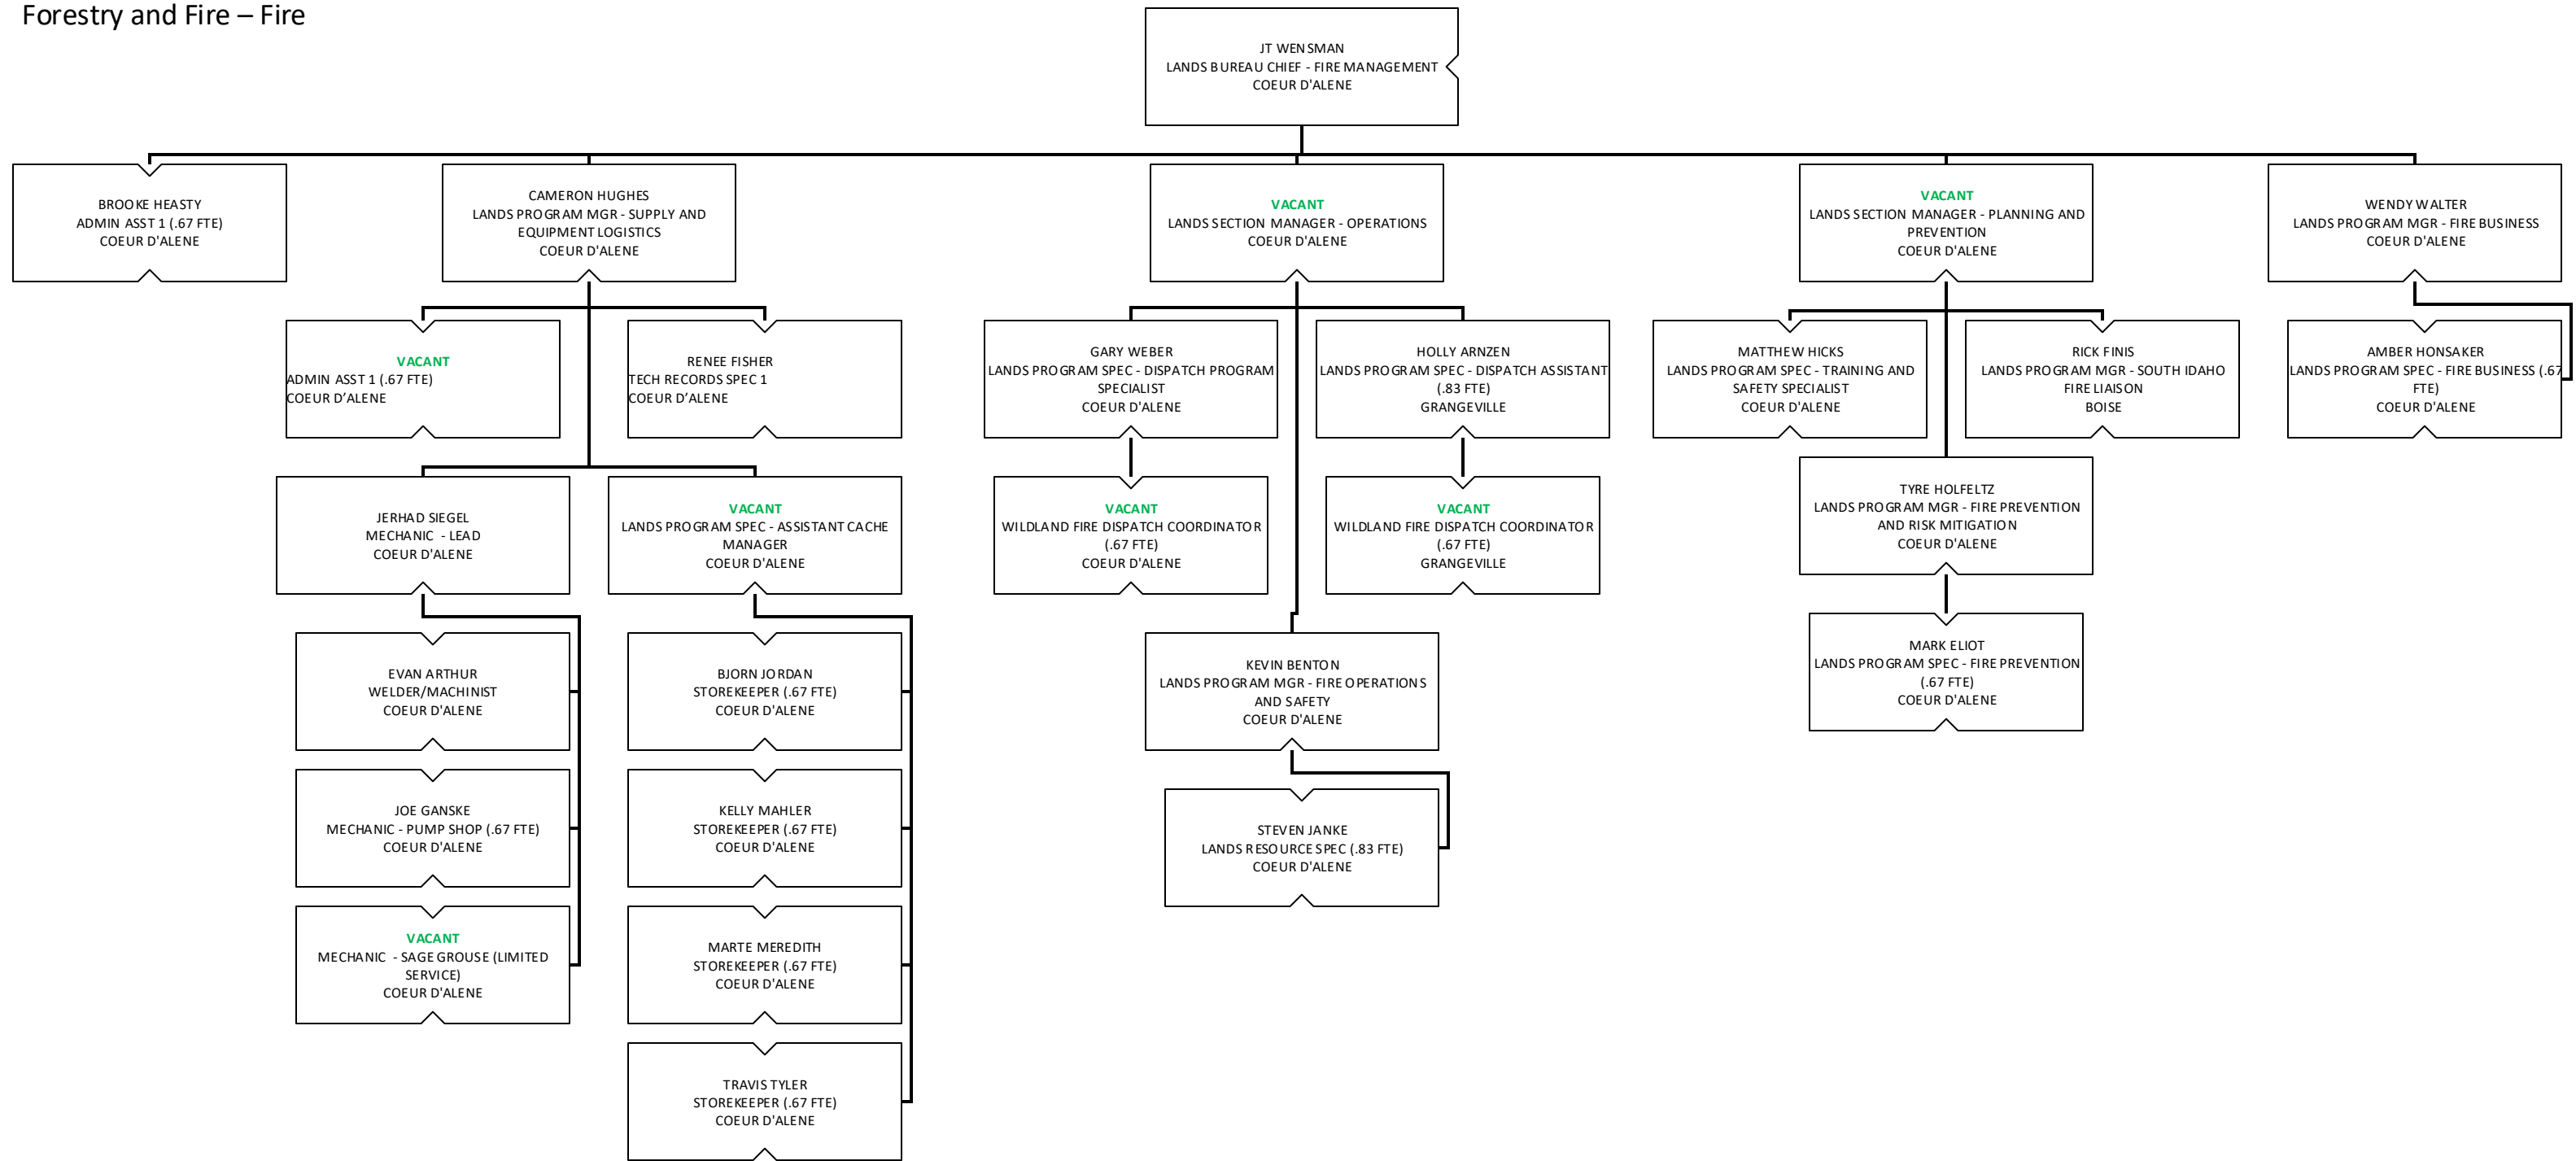 Forestry and Fire – Fire
JT WENSMAN
LANDS BUREAU CHIEF - FIRE MANAGEMENT
COEUR D'ALENE
BROOKE HEASTY
ADMIN ASST 1 (.67 FTE)
COEUR D'ALENE
CAMERON HUGHES
LANDS PROGRAM MGR - SUPPLY AND
EQUIPMENT LOGISTICS
COEUR D'ALENE
VACANT
LANDS SECTION MANAGER - OPERATIONS
COEUR D'ALENE
VACANT
LANDS SECTION MANAGER - PLANNING AND
PREVENTION
COEUR D'ALENE
WENDY WALTER
LANDS PROGRAM MGR - FIRE BUSINESS
COEUR D'ALENE
VACANT
ADMIN ASST 1 (.67 FTE)
COEUR D’ALENE
RENEE FISHER
TECH RECORDS SPEC 1
COEUR D’ALENE
GARY WEBER
LANDS PROGRAM SPEC - DISPATCH PROGRAM
SPECIALIST
COEUR D'ALENE
HOLLY ARNZEN
LANDS PROGRAM SPEC - DISPATCH ASSISTANT
(.83 FTE)
GRANGEVILLE
MATTHEW HICKS
LANDS PROGRAM SPEC - TRAINING AND
SAFETY SPECIALIST
COEUR D'ALENE
RICK FINIS
LANDS PROGRAM MGR - SOUTH IDAHO
FIRE LIAISON
BOISE
AMBER HONSAKER
LANDS PROGRAM SPEC - FIRE BUSINESS (.67
FTE)
COEUR D'ALENE
JERHAD SIEGEL
MECHANIC - LEAD
COEUR D'ALENE
VACANT
LANDS PROGRAM SPEC - ASSISTANT CACHE
MANAGER
COEUR D'ALENE
VACANT
WILDLAND FIRE DISPATCH COORDINATOR
(.67 FTE)
COEUR D'ALENE
VACANT
WILDLAND FIRE DISPATCH COORDINATOR
(.67 FTE)
GRANGEVILLE
TYRE HOLFELTZ
LANDS PROGRAM MGR - FIRE PREVENTION
AND RISK MITIGATION
COEUR D'ALENE
EVAN ARTHUR
WELDER/MACHINIST
COEUR D'ALENE
BJORN JORDAN
STOREKEEPER (.67 FTE)
COEUR D'ALENE
KEVIN BENTON
LANDS PROGRAM MGR - FIRE OPERATIONS
AND SAFETY
COEUR D'ALENE
MARK ELIOT
LANDS PROGRAM SPEC - FIRE PREVENTION
(.67 FTE)
COEUR D'ALENE
JOE GANSKE
MECHANIC - PUMP SHOP (.67 FTE)
COEUR D'ALENE
KELLY MAHLER
STOREKEEPER (.67 FTE)
COEUR D'ALENE
STEVEN JANKE
LANDS RESOURCE SPEC (.83 FTE)
COEUR D'ALENE
VACANT
MECHANIC - SAGE GROUSE (LIMITED
SERVICE)
COEUR D'ALENE
MARTE MEREDITH
STOREKEEPER (.67 FTE)
COEUR D'ALENE
TRAVIS TYLER
STOREKEEPER (.67 FTE)
COEUR D'ALENE